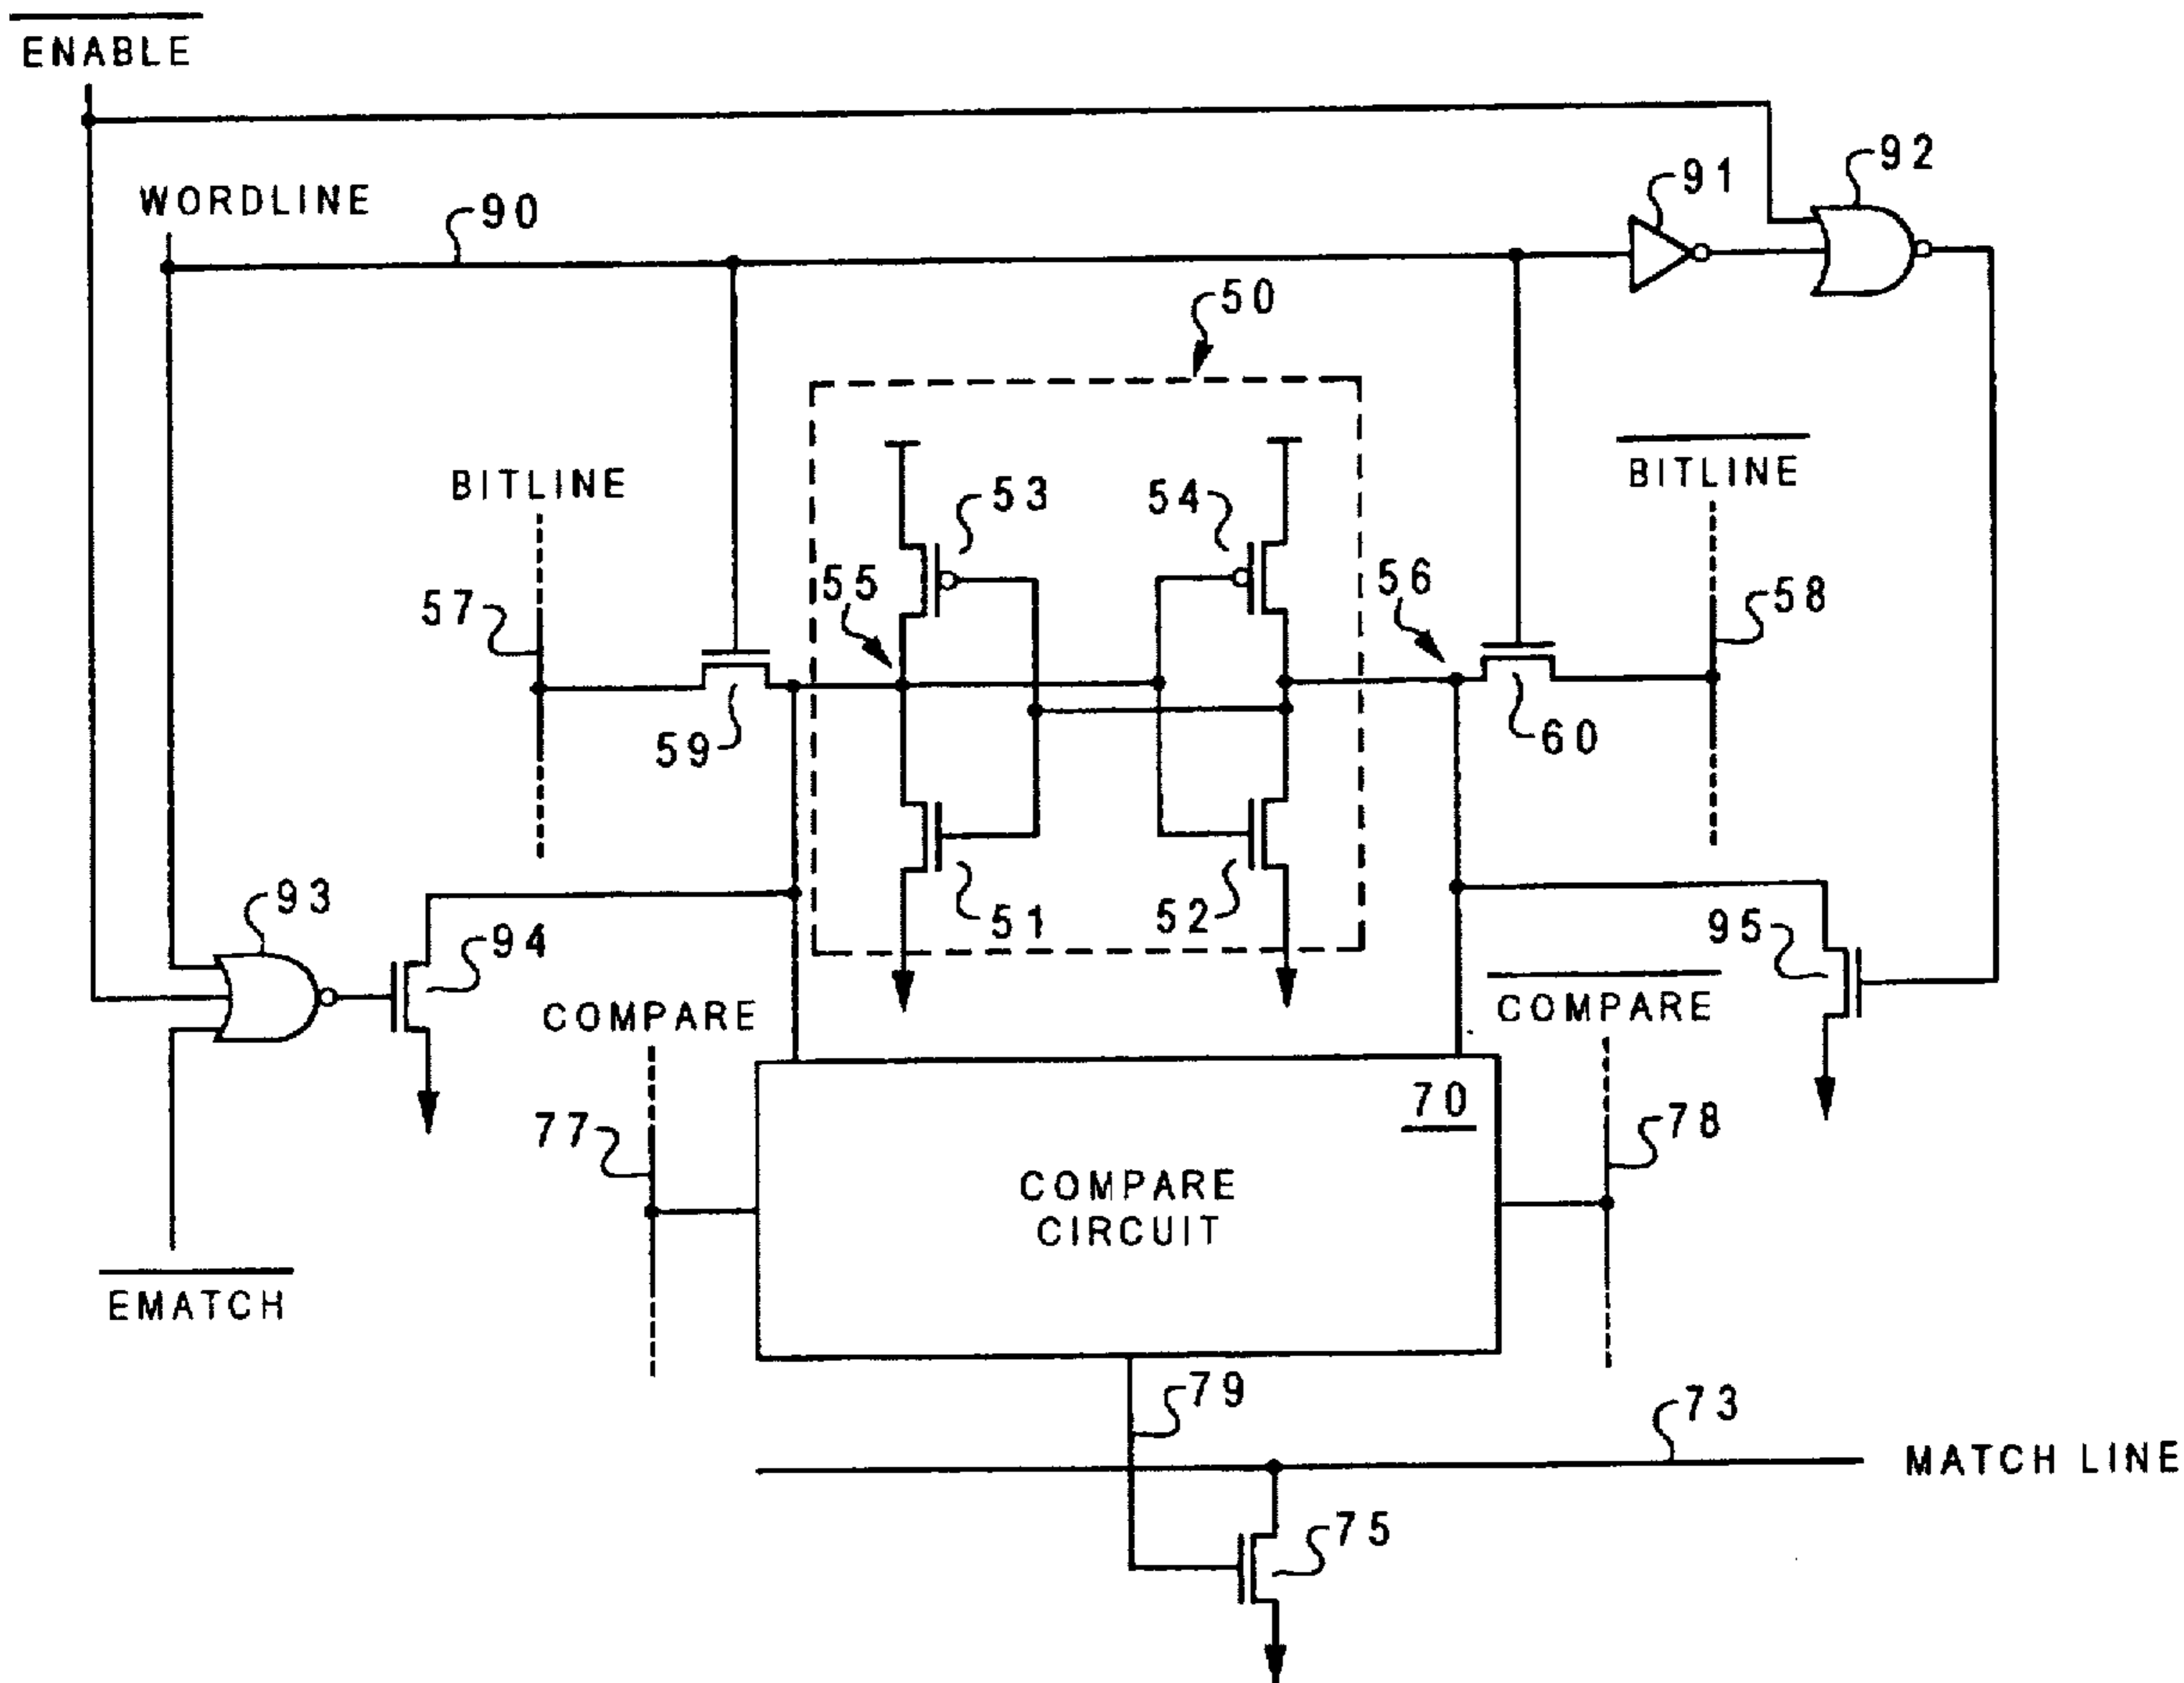 ENABLE
WORDLINE
90
91
92
50
BITLINE
BITLINE
53
54
55
56
57
58
59
60
93
94
51
52
95
COMPARE
COMPARE
70
77
78
COMPARE
CIRCUIT
EMATCH
79
73
MATCH LINE
75